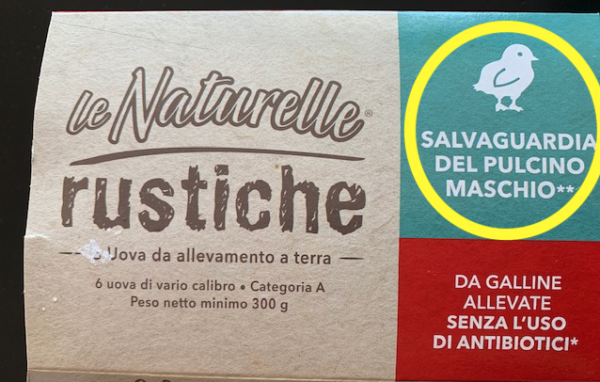 le Naturelle®
rustiche
Uova da allevamento a terra
6 uova di vario calibro • Categoria A
Peso netto minimo 300 g
SALVAGUARDIA
DEL PULCINO
MASCHIO**
DA GALLINE
ALLEVATE
SENZA L'USO
DI ANTIBIOTICI*